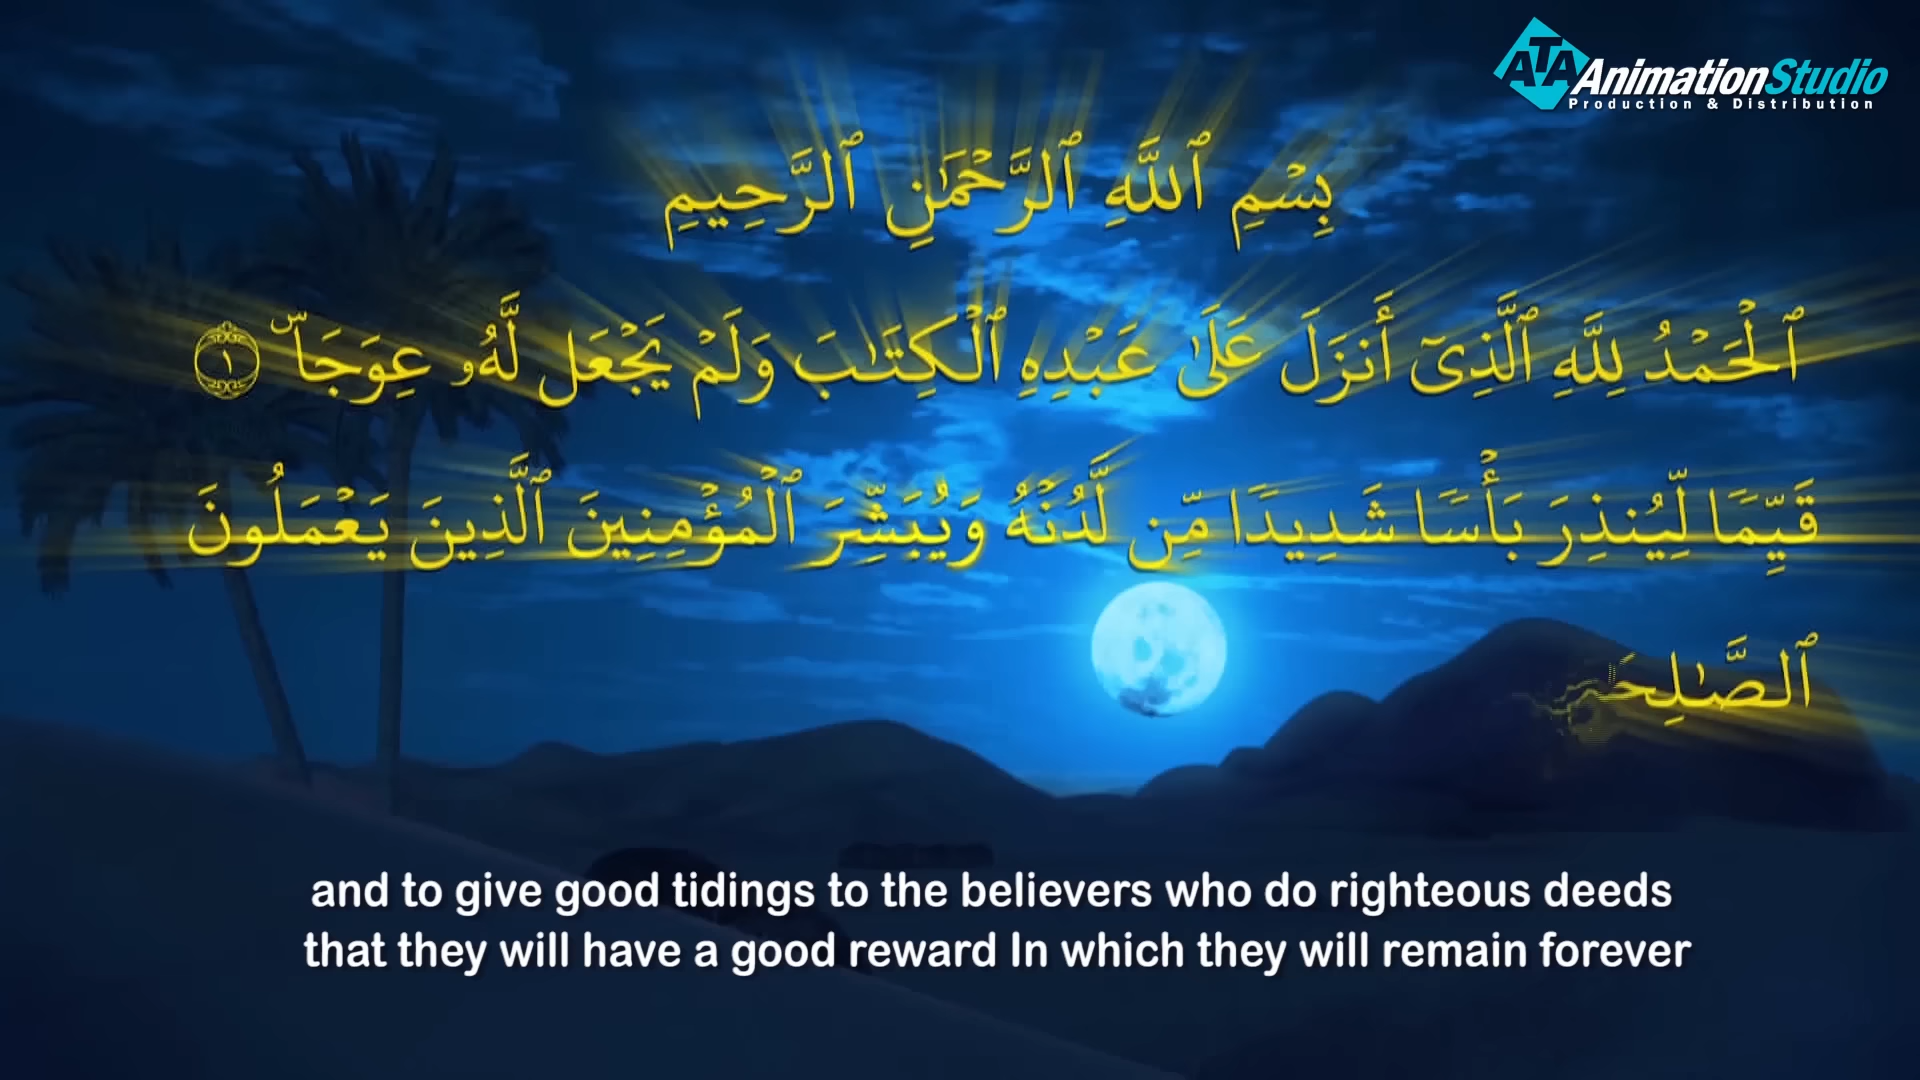 ATA AnimationStudio
Production & Distribution
بِسْمِ ٱللَّهِ ٱلرَّحْمَٰنِ ٱلرَّحِيمِ
ٱلْحَمْدُ لِلَّهِ ٱلَّذِىٓ أَنزَلَ عَلَىٰ عَبْدِهِ ٱلْكِتَٰبَ وَلَمْ يَجْعَل لَّهُۥ عِوَجَاۜ ١
قَيِّمًا لِّيُنذِرَ بَأْسًا شَدِيدًا مِّن لَّدُنْهُ وَيُبَشِّرَ ٱلْمُؤْمِنِينَ ٱلَّذِينَ يَعْمَلُونَ
and to give good tidings to the believers who do righteous deeds
that they will have a good reward In which they will remain forever